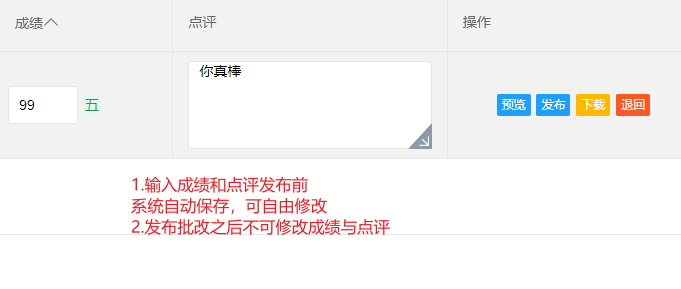 成绩 点评 操作
99 五 你真棒 预览 发布 下载 退回
1.输入成绩和点评发布前
系统自动保存，可自由修改
2.发布批改之后不可修改成绩与点评